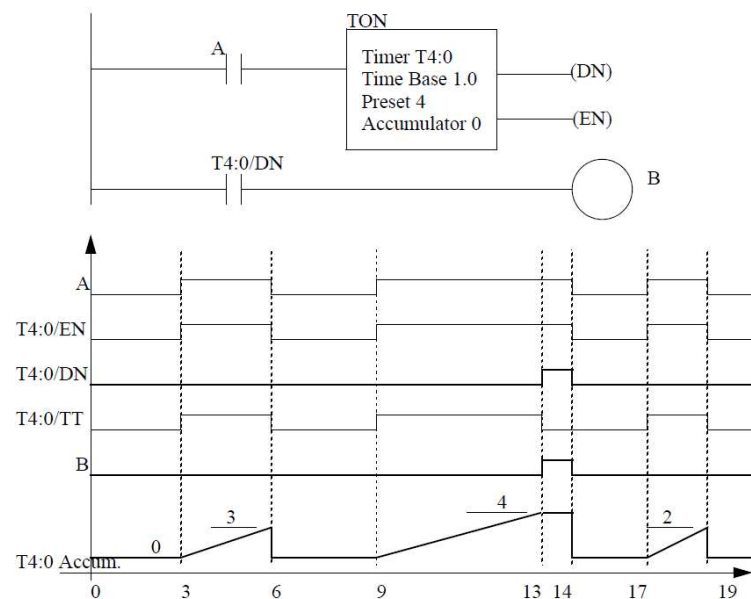 TON
A
Timer T4:0
Time Base 1.0
Preset 4
Accumulator 0
(DN)
(EN)
T4:0/DN
B
A
T4:0/EN
T4:0/DN
T4:0/TT
B
3
4
2
0
T4:0 Accum.
0 3 6 9 13 14 17 19